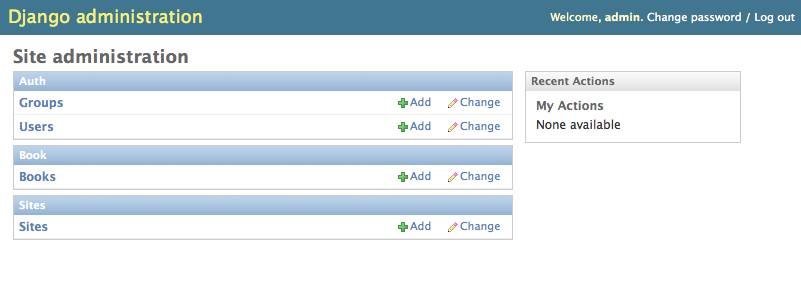 Django administration
Welcome, admin. Change password / Log out
Site administration
Auth
Groups Add Change
Users Add Change
Book
Books Add Change
Sites
Sites Add Change
Recent Actions
My Actions
None available